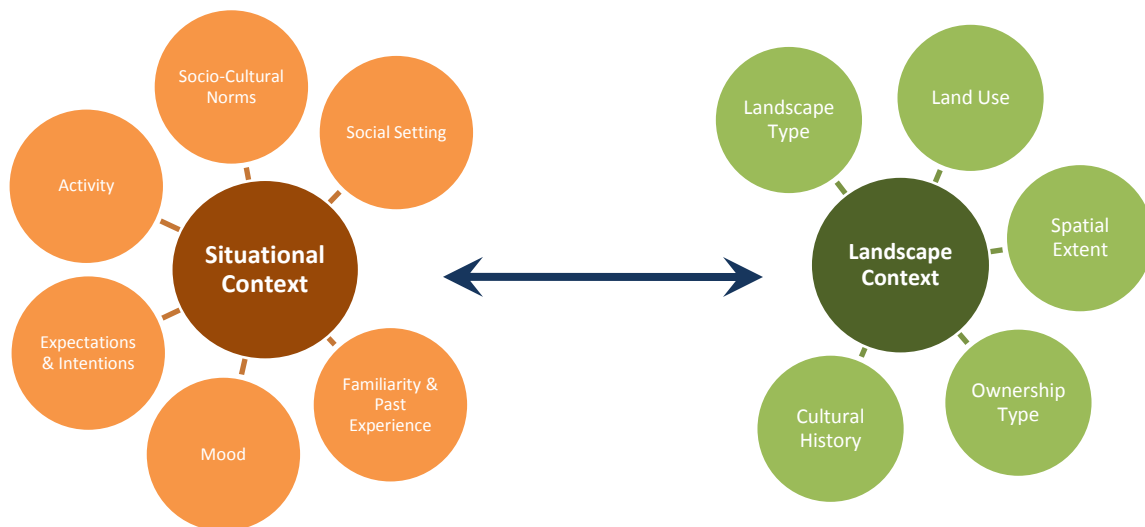 Socio-Cultural
Norms
Social Setting
Activity
Situational
Context
Expectations
& Intentions
Familiarity &
Past
Experience
Mood
Landscape
Type
Land Use
Spatial
Extent
Landscape
Context
Ownership
Type
Cultural
History